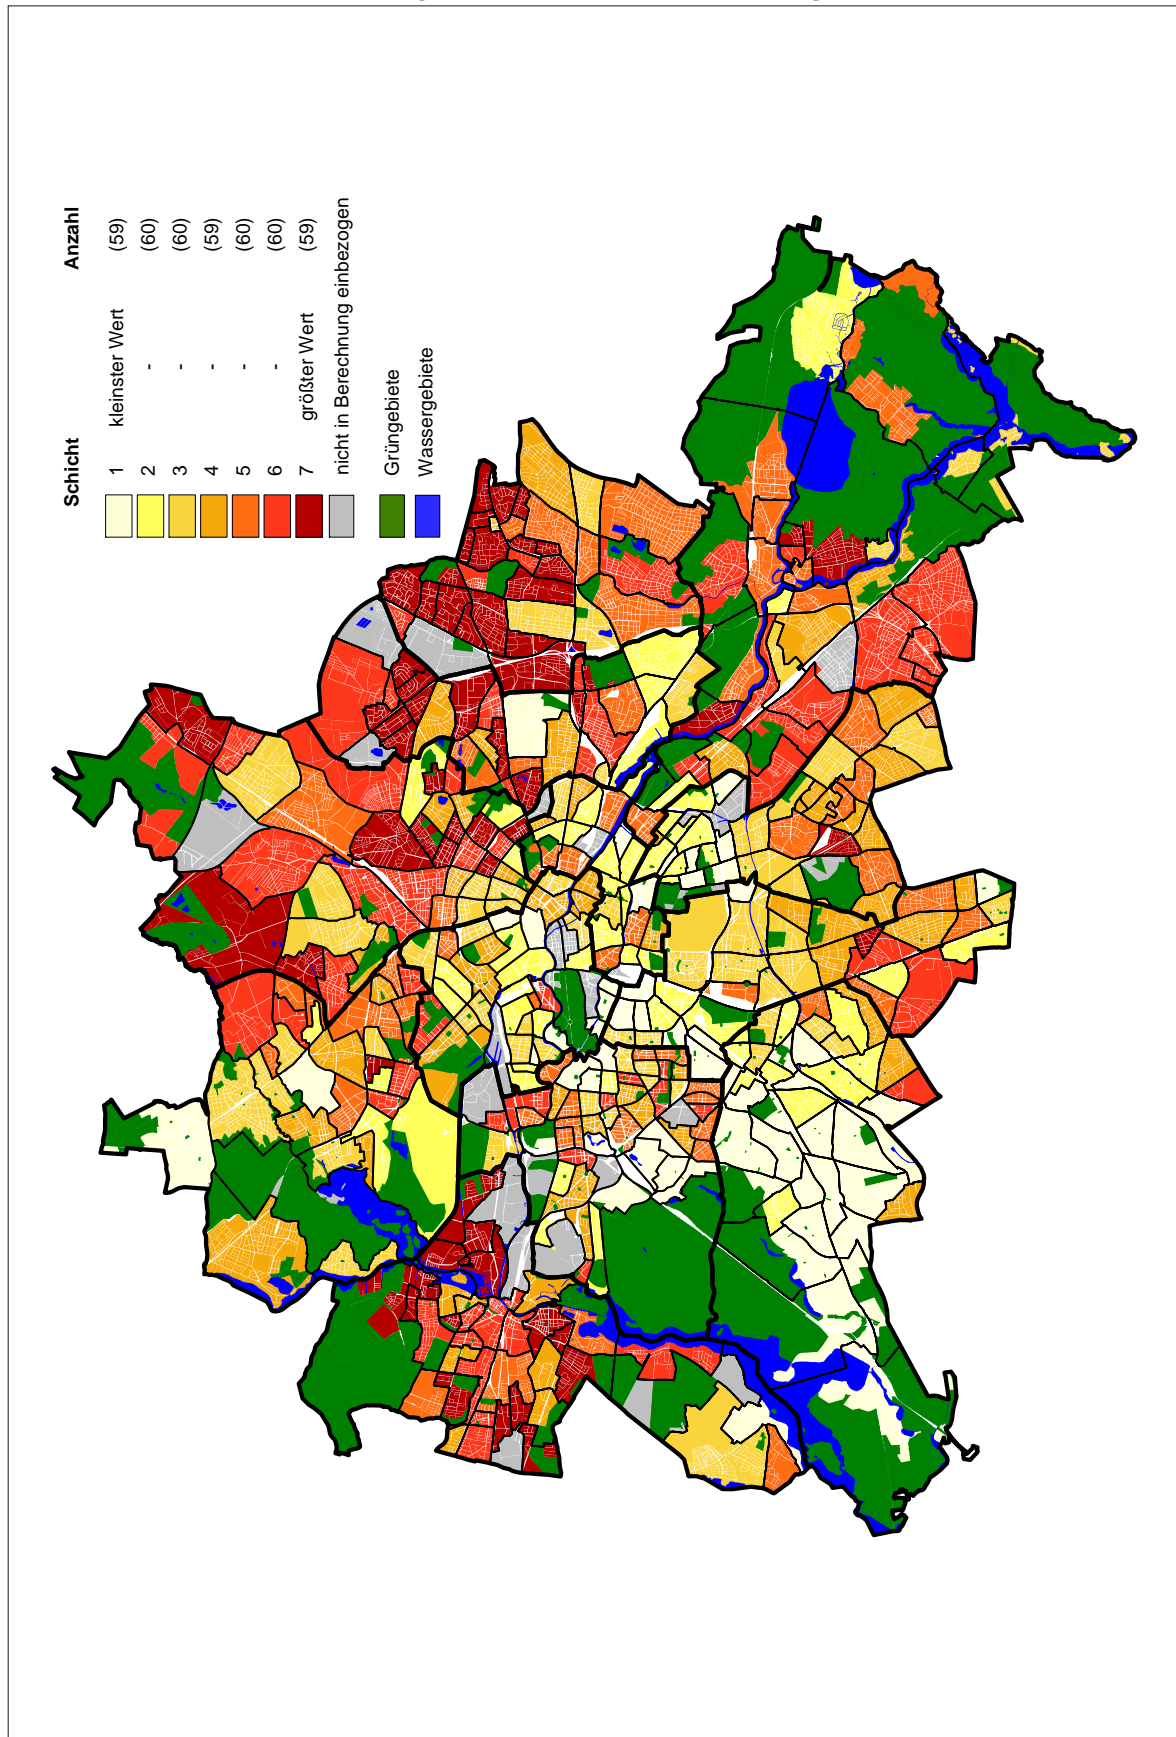 Schicht Anzahl
1 kleinster Wert (59)
2 - (60)
3 - (60)
4 - (59)
5 - (60)
6 - (60)
7 größter Wert (59)
nicht in Berechnung einbezogen
Grüngebiete
Wassergebiete